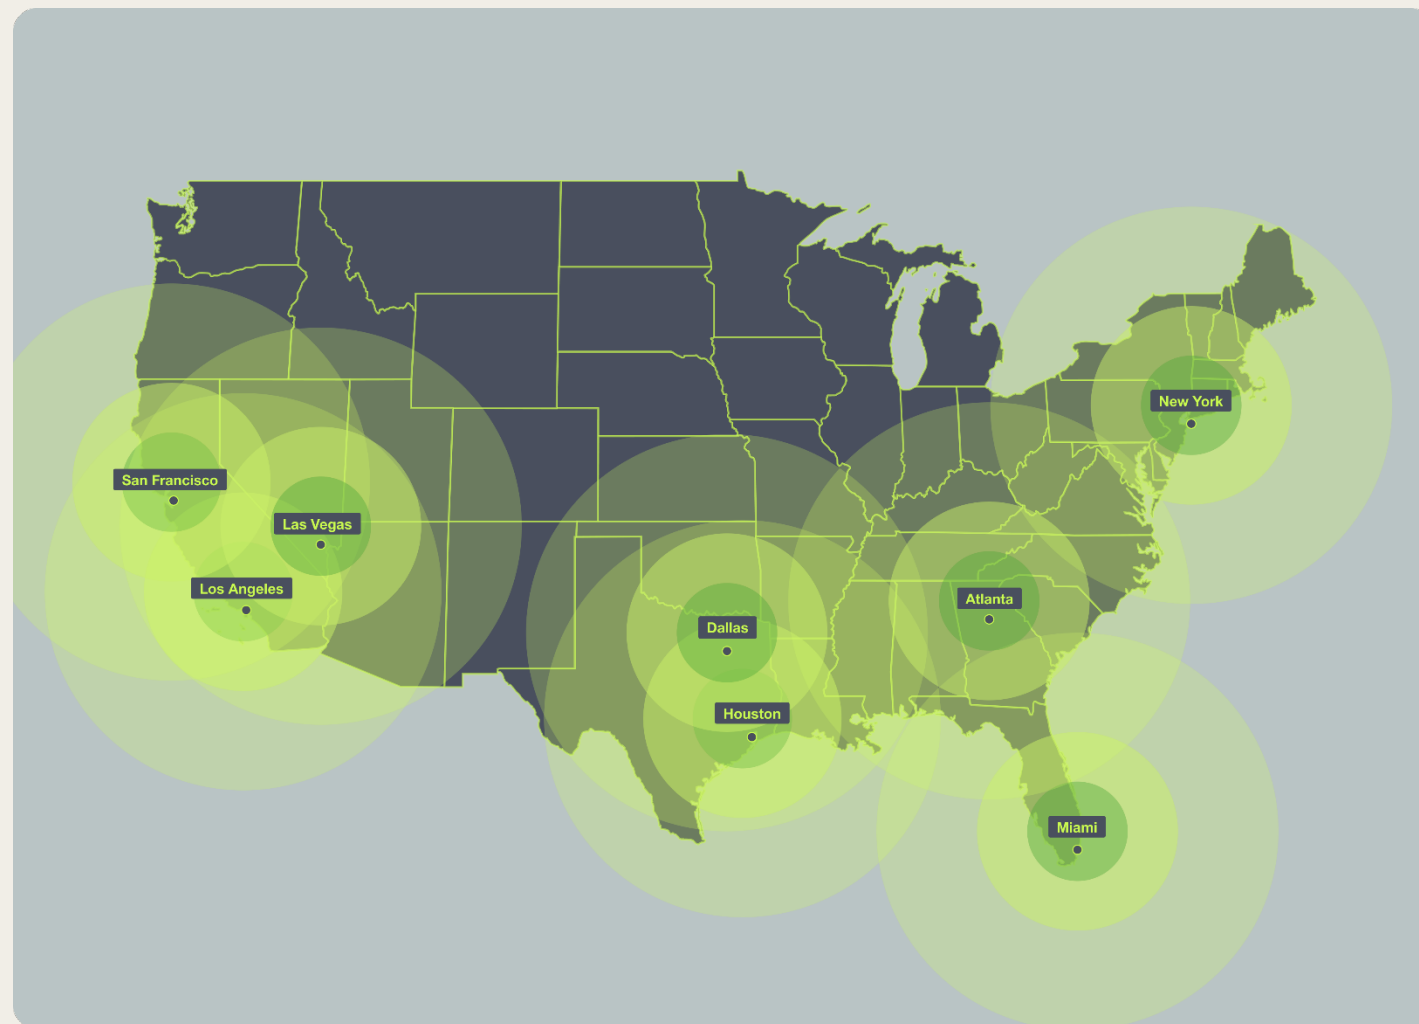 New York
San Francisco
Las Vegas
Los Angeles
Atlanta
Dallas
Houston
Miami